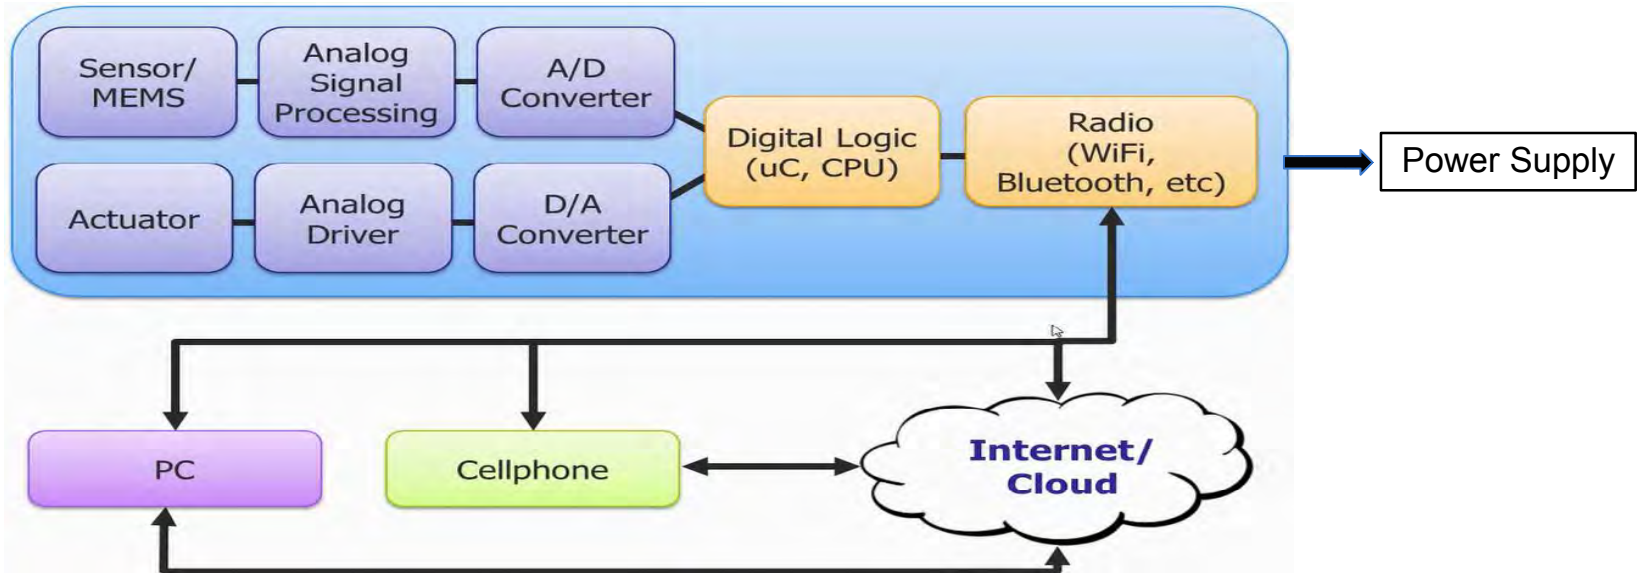 Sensor/
MEMS
Analog
Signal
Processing
A/D
Converter
Actuator
Analog
Driver
D/A
Converter
Digital Logic
(uC, CPU)
Radio
(WiFi,
Bluetooth, etc)
Power Supply
PC
Cellphone
Internet/
Cloud